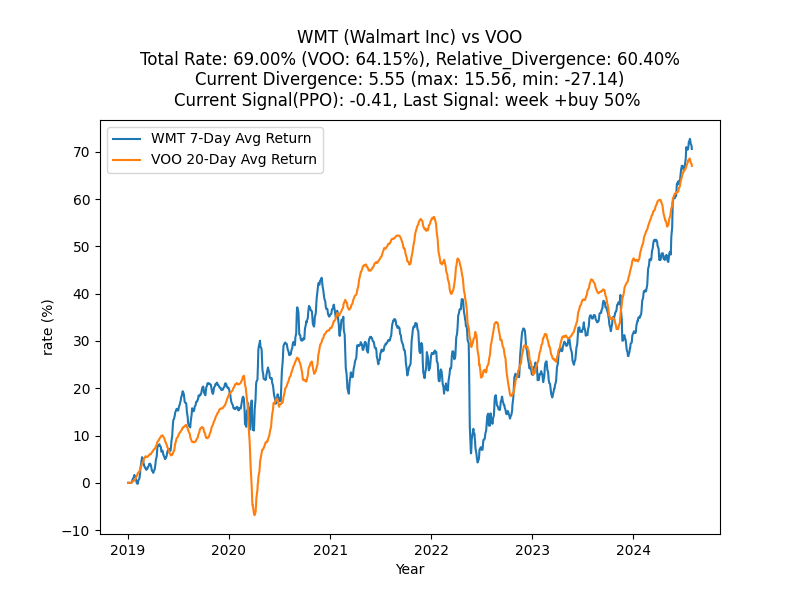 WMT (Walmart Inc) vs VOO
Total Rate: 69.00% (VOO: 64.15%), Relative_Divergence: 60.40%
Current Divergence: 5.55 (max: 15.56, min: -27.14)
Current Signal(PPO): -0.41, Last Signal: week +buy 50%
WMT 7-Day Avg Return
VOO 20-Day Avg Return
rate (%)
70
60
50
40
30
20
10
0
−10
2019
2020
2021
2022
2023
2024
Year